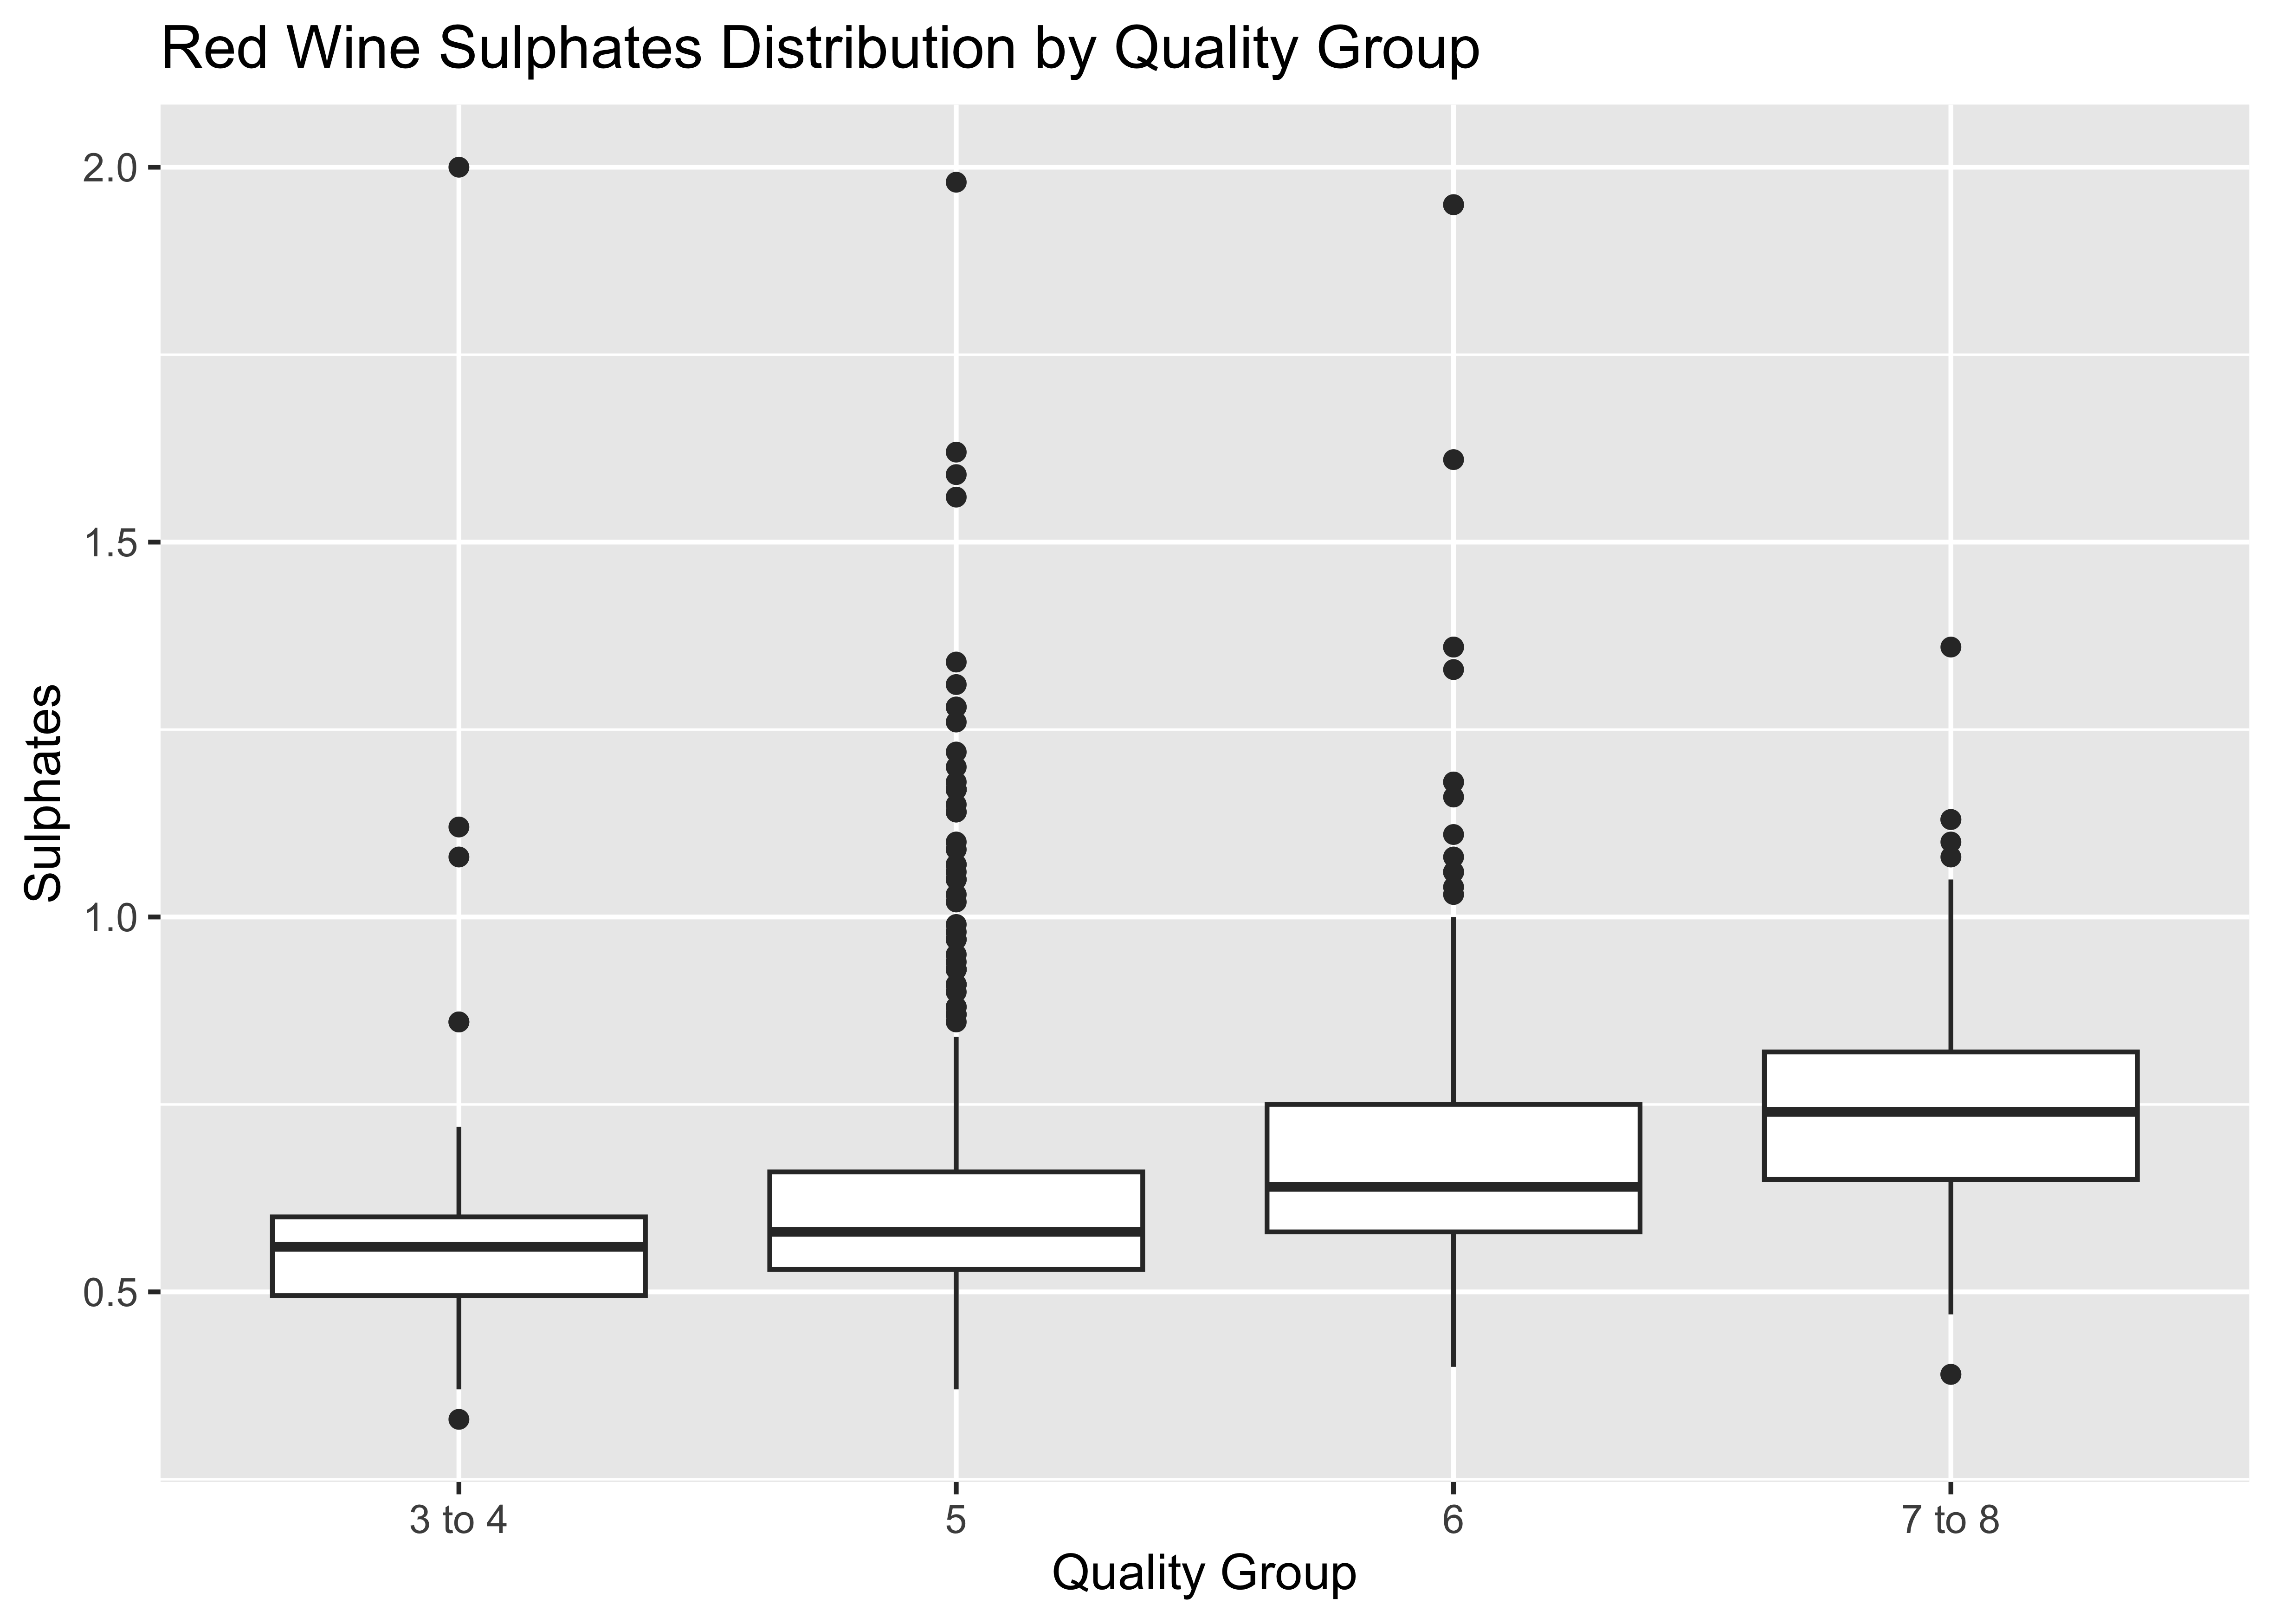 Red Wine Sulphates Distribution by Quality Group
2.0
1.5
1.0
0.5
Sulphates
3 to 4
5
6
7 to 8
Quality Group